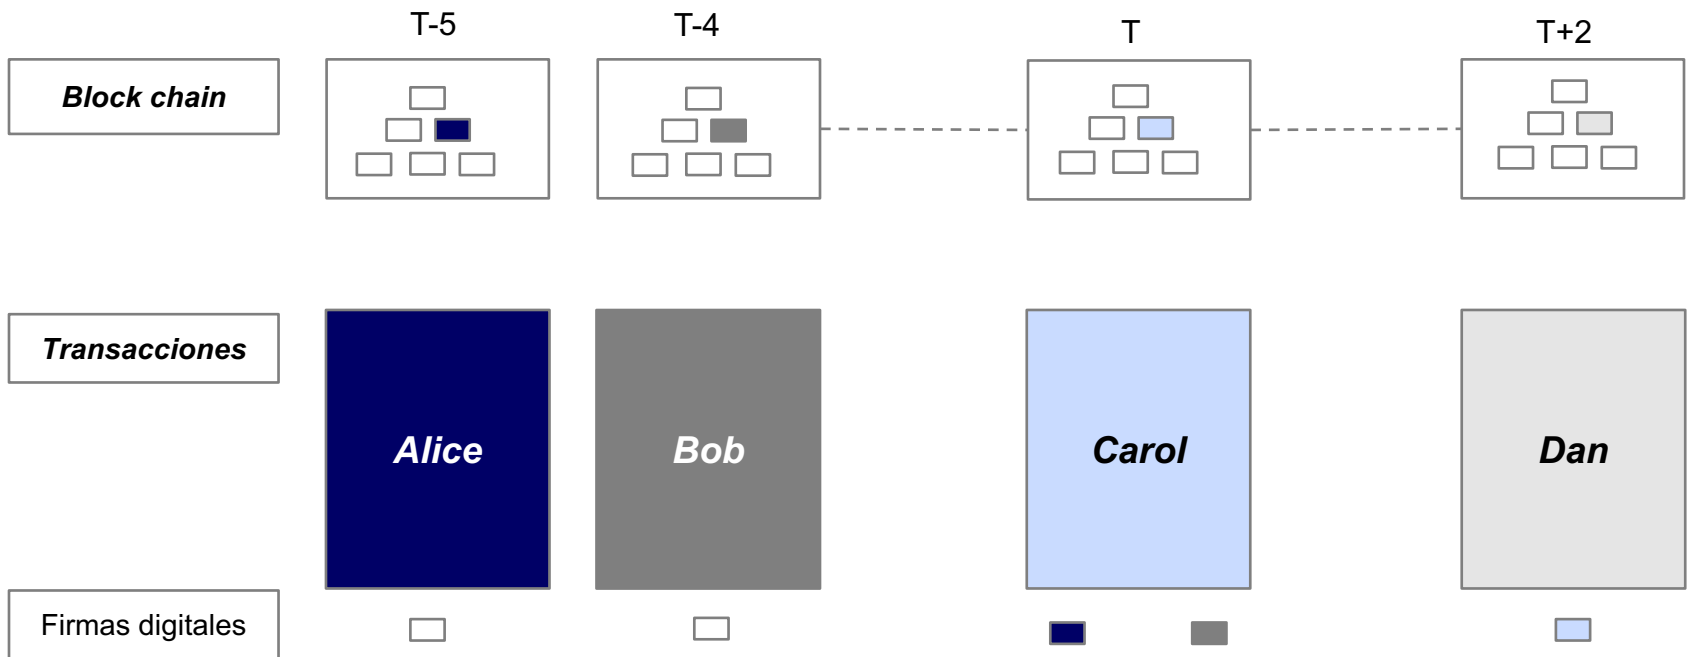 T-5
T-4
T
T+2
Block chain
Transacciones
Alice
Bob
Carol
Dan
Firmas digitales